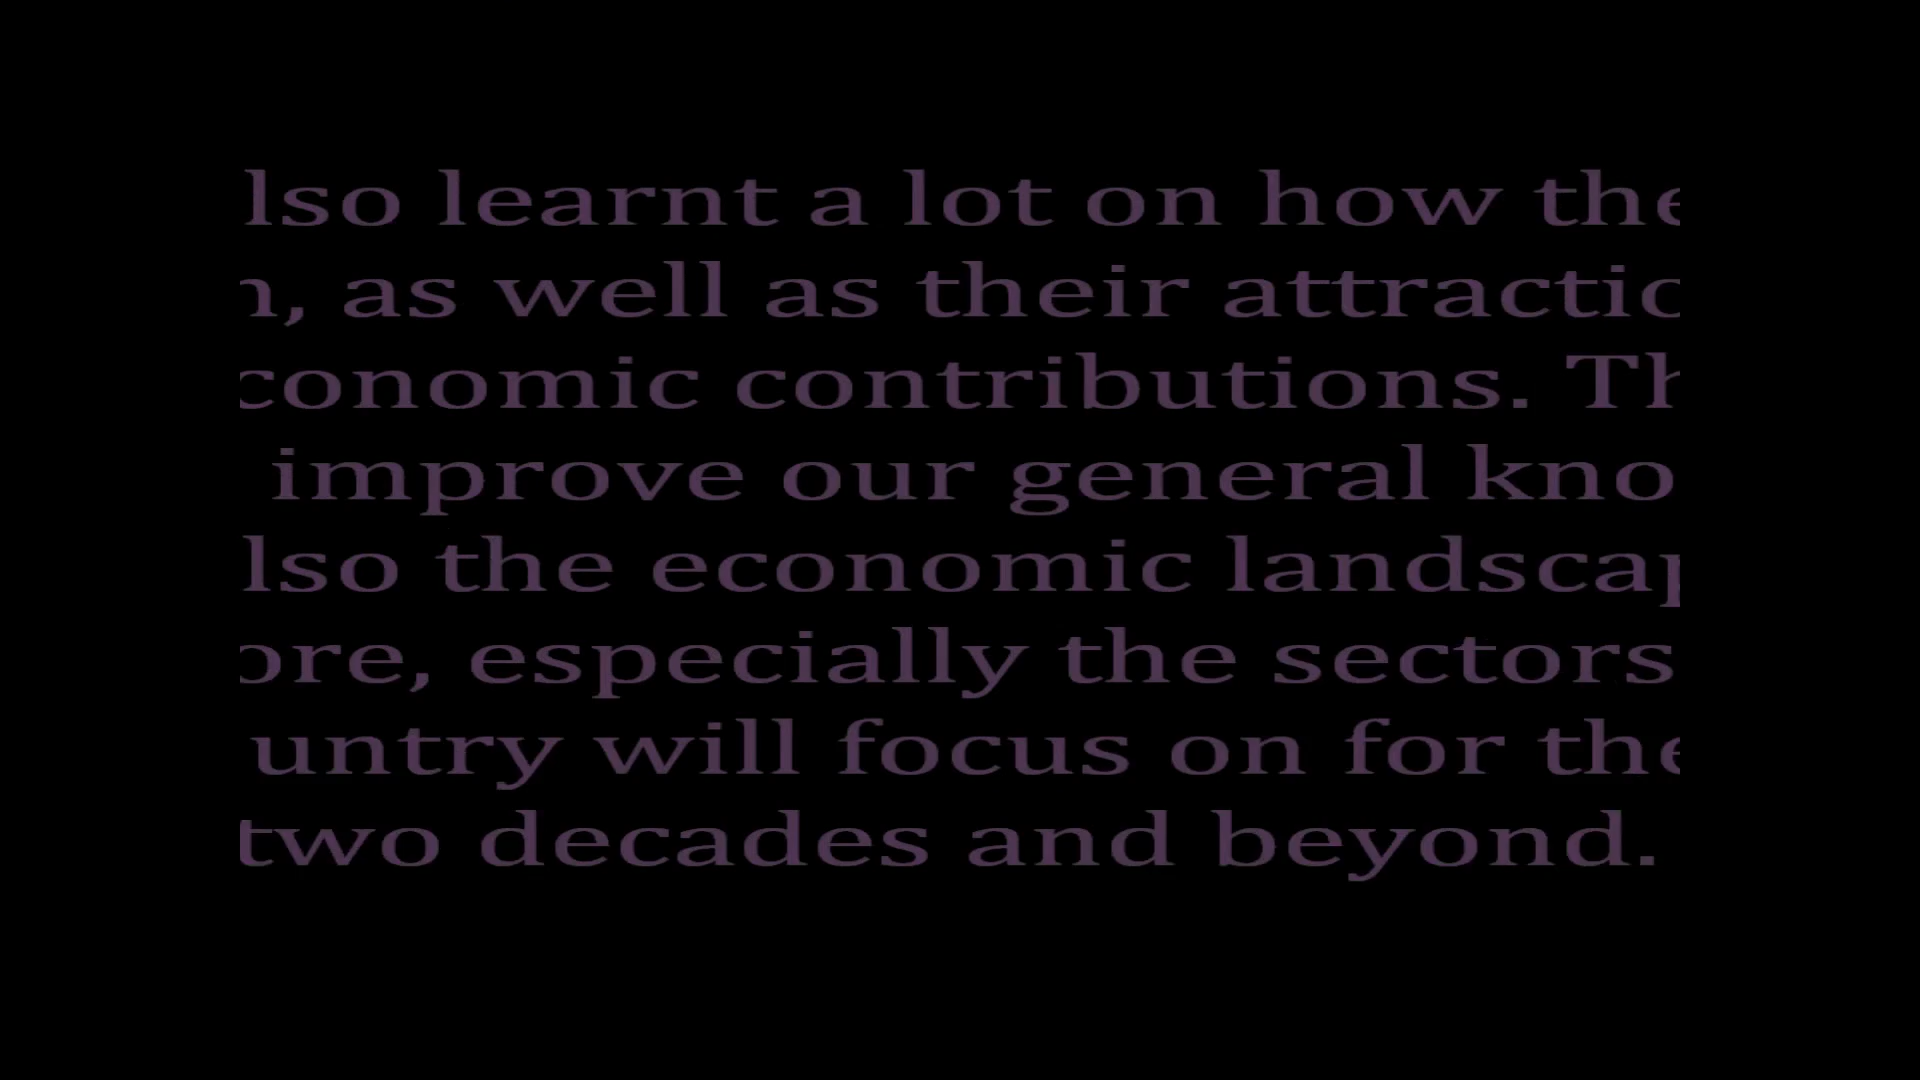 lso learnt a lot on how the
n, as well as their attractio
conomic contributions. Th
improve our general kno
lso the economic landscap
ore, especially the sectors
untry will focus on for the
two decades and beyond.